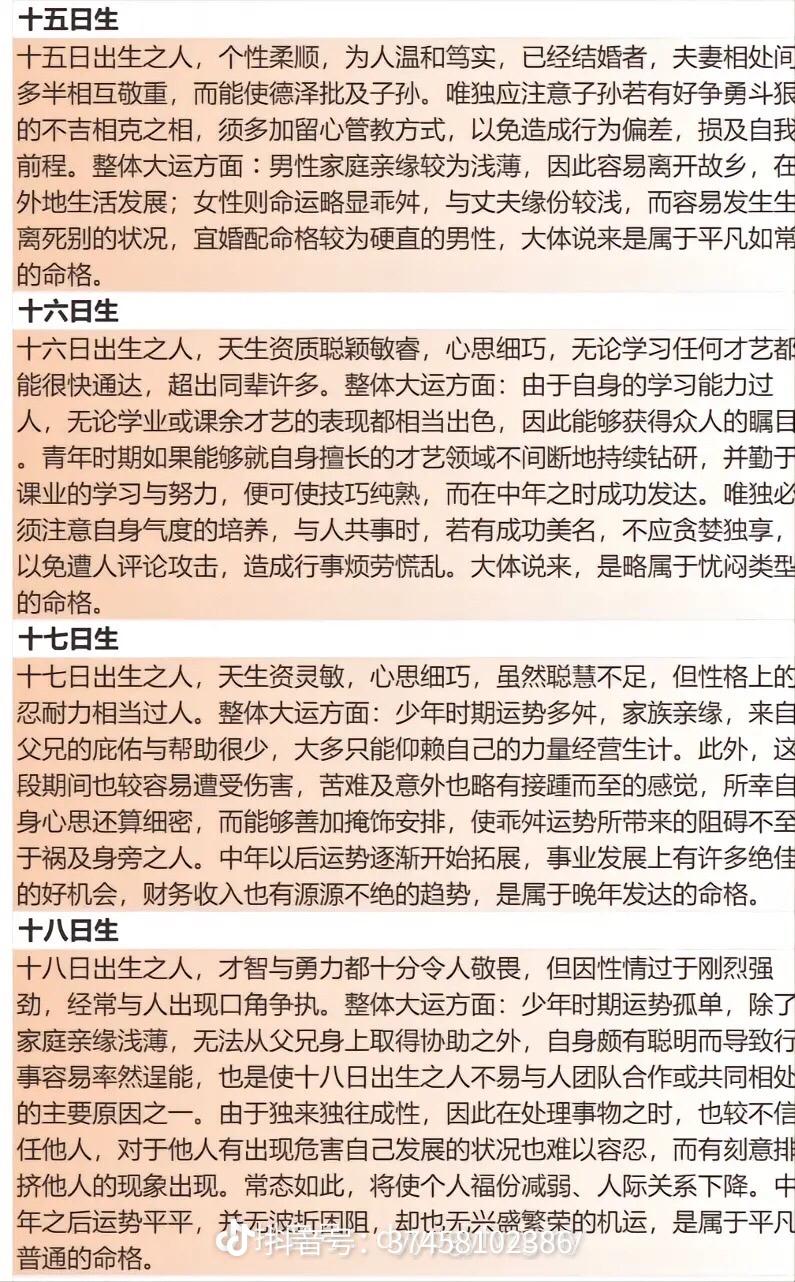 十五日生
十五日出生之人，个性柔顺，为人温和笃实，已经结婚者，夫妻相处间
多半相互敬重，而能使德泽批及子孙。唯独应注意子孙若有好争勇斗狠
的不吉相克之相，须多加留心管教方式，以免造成行为偏差，损及自我
前程。整体大运方面：男性家庭亲缘较为浅薄，因此容易离开故乡，在
外地生活发展；女性则命运略显乖舛，与丈夫缘份较浅，而容易发生生
离死别的状况，宜婚配命格较为硬直的男性，大体说来是属于平凡如常
的命格。
十六日生
十六日出生之人，天生资质聪颖敏睿，心思细巧，无论学习任何才艺都
能很快通达，超出同辈许多。整体大运方面：由于自身的学习能力过
人，无论学业或课余才艺的表现都相当出色，因此能够获得众人的瞩目
。青年时期如果能够就自身擅长的才艺领域不间断地持续钻研，并勤于
课业的学习与努力，便可使技巧纯熟，而在中年之时成功发达。唯独必
须注意自身气度的培养，与人共事时，若有成功美名，不应贪婪独享，
以免遭人评论攻击，造成行事烦劳慌乱。大体说来，是略属于忧闷类型
的命格。
十七日生
十七日出生之人，天生资灵敏，心思细巧，虽然聪慧不足，但性格上的
忍耐力相当过人。整体大运方面：少年时期运势多舛，家族亲缘，来自
父兄的庇佑与帮助很少，大多只能仰赖自己的力量经营生计。此外，这
段期间也较容易遭受伤害，苦难及意外也略有接踵而至的感觉，所幸自
身心思还算细密，而能够善加掩饰安排，使乖舛运势所带来的阻碍不至
于祸及身旁之人。中年以后运势逐渐开始拓展，事业发展上有许多绝佳
的好机会，财务收入也有源源不绝的趋势，是属于晚年发达的命格。
十八日生
十八日出生之人，才智与勇力都十分令人敬畏，但因性情过于刚烈强
劲，经常与人出现口角争执。整体大运方面：少年时期运势孤单，除了
家庭亲缘浅薄，无法从父兄身上取得协助之外，自身颇有聪明而导致行
事容易率然逞能，也是使十八日出生之人不易与人团队合作或共同相处
的主要原因之一。由于独来独往成性，因此在处理事物之时，也较不信
任他人，对于他人有出现危害自己发展的状况也难以容忍，而有刻意排
挤他人的现象出现。常态如此，将使个人福份减弱、人际关系下降。中
年之后运势平平，并无波折困阻，却也无兴盛繁荣的机运，是属于平凡
普通的命格。
抖音号：37458102386